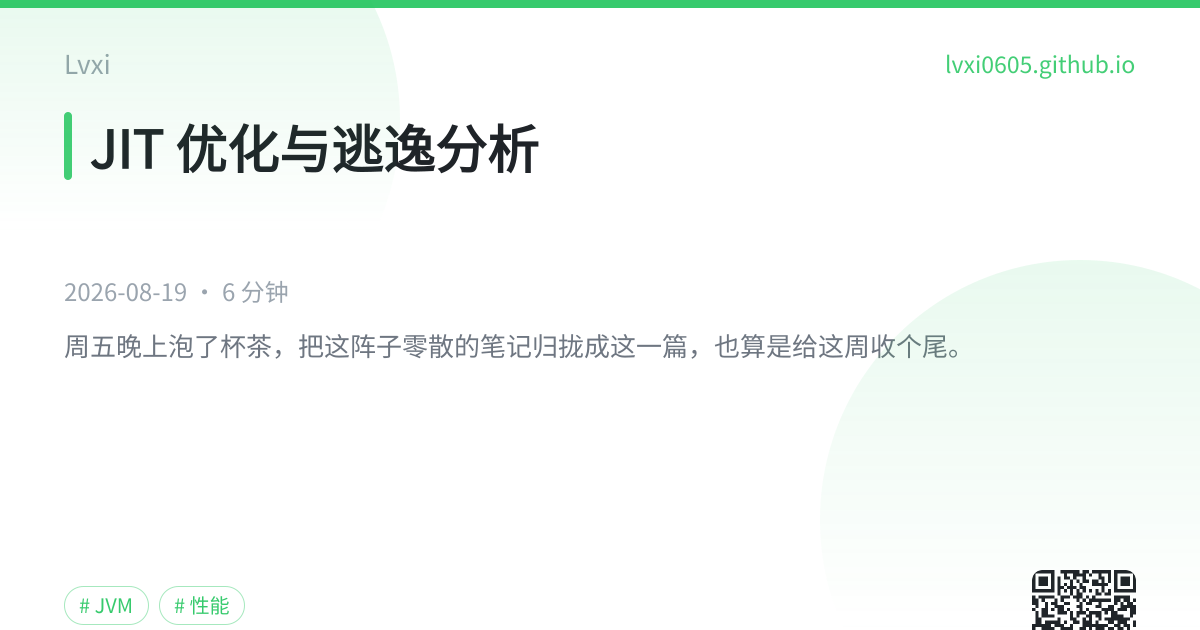 Lvxi
lvxi0605.github.io
JIT 优化与逃逸分析
2026-08-19 · 6 分钟
周五晚上泡了杯茶，把这阵子零散的笔记归拢成这一篇，也算是给这周收个尾。
# JVM
# 性能